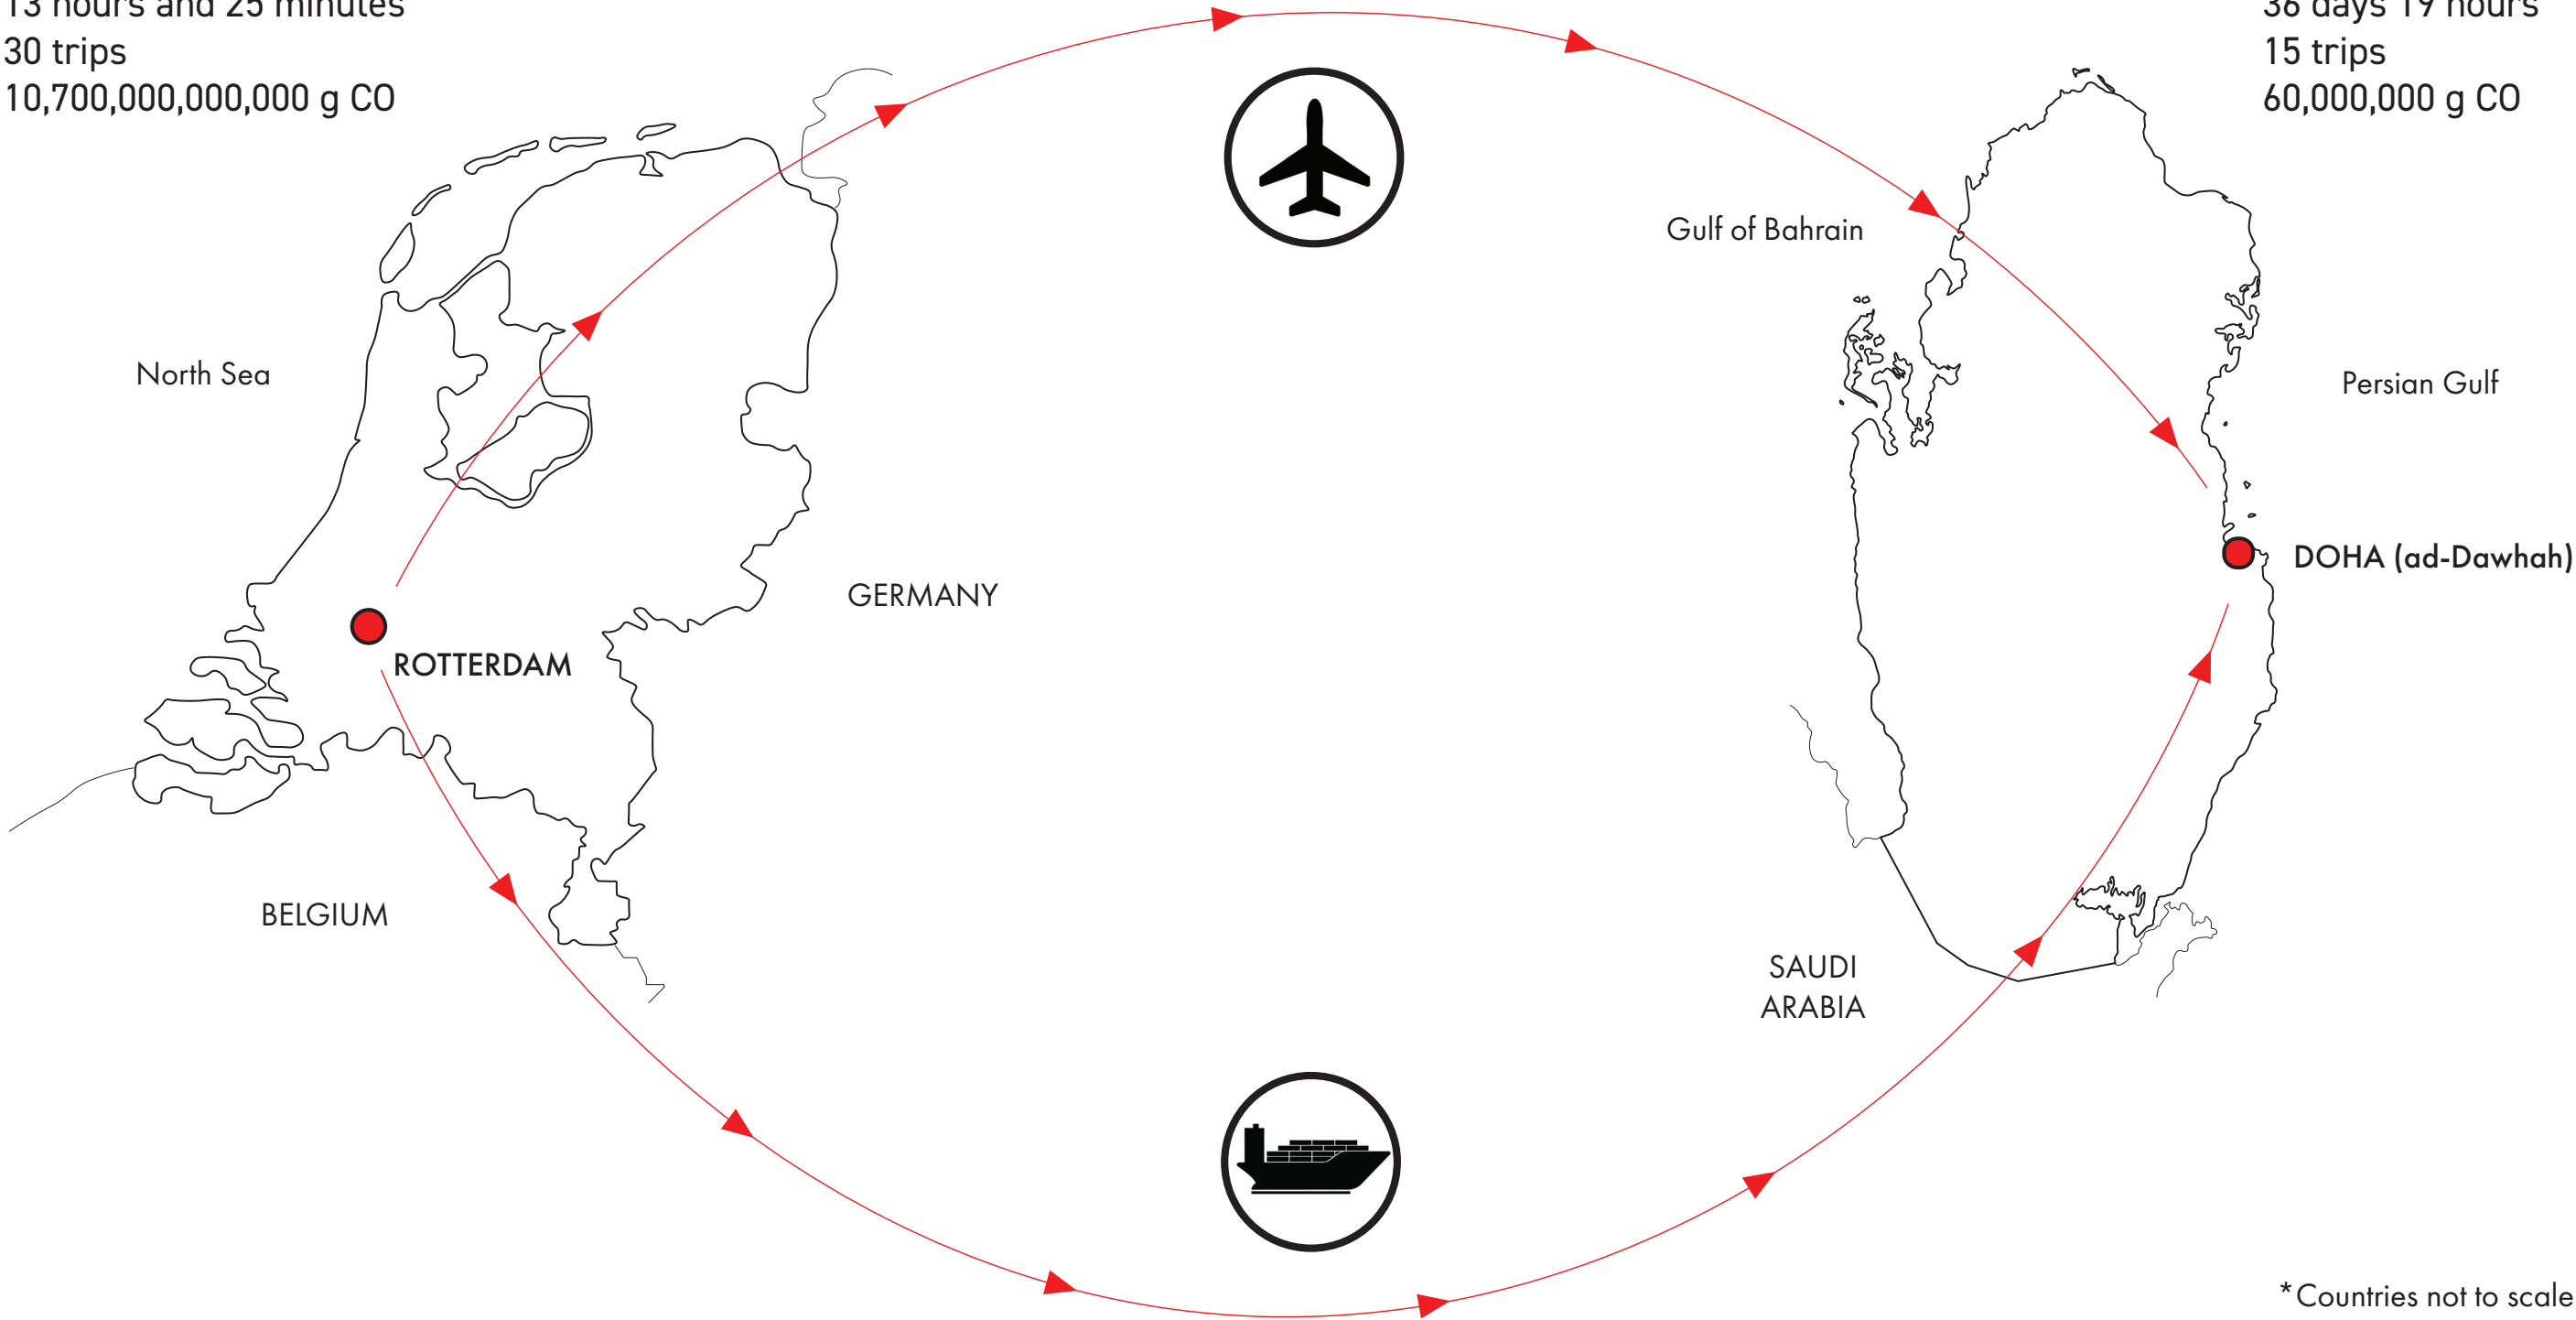 13 hours and 25 minutes
30 trips
10,700,000,000,000 g CO
36 days 19 hours
15 trips
60,000,000 g CO
Gulf of Bahrain
North Sea
Persian Gulf
DOHA (ad-Dawhah)
GERMANY
ROTTERDAM
BELGIUM
SAUDI
ARABIA
*Countries not to scale